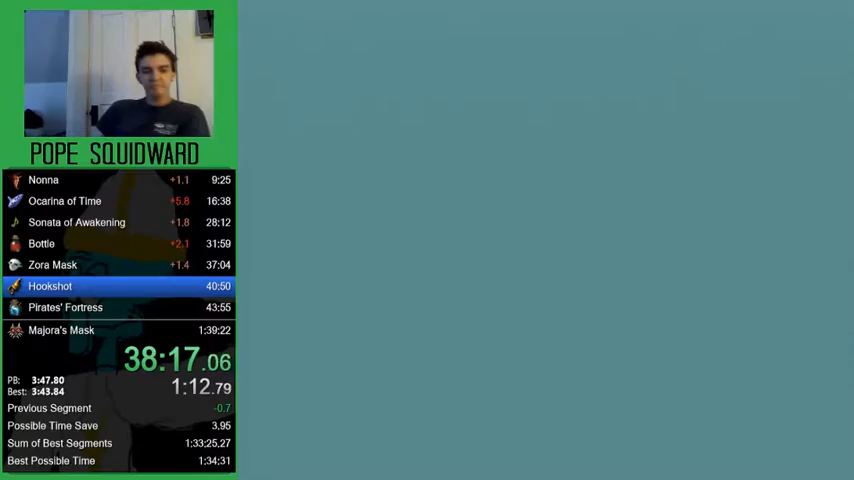 POPE SQUIDWARD
Nonna +1.1 9:25
Ocarina of Time +5.8 16:38
Sonata of Awakening +1.8 28:12
Bottle +2.1 31:59
Zora Mask +1.4 37:04
Hookshot 40:50
Pirates' Fortress 43:55
Majora's Mask 1:39:22
38:17.06
PB: 3:47.80
Best: 3:43.84
1:12.79
Previous Segment -0.7
Possible Time Save 3.95
Sum of Best Segments 1:33:25.27
Best Possible Time 1:34:31